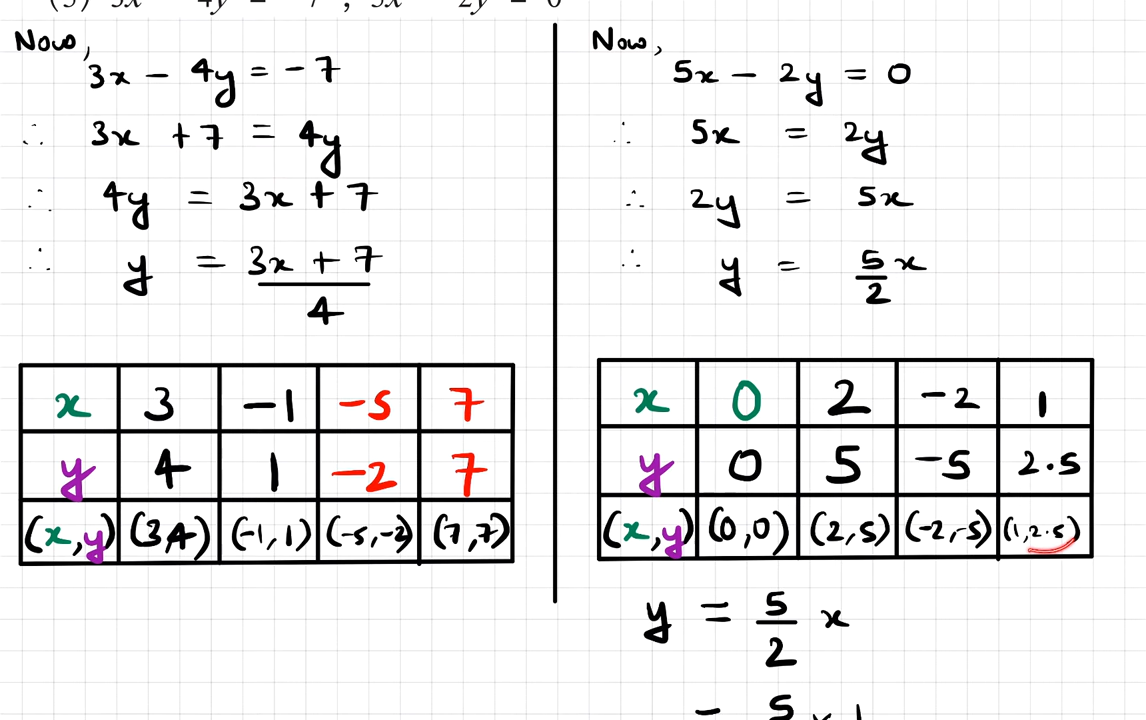 Now,
3x - 4y = -7
∴ 3x + 7 = 4y
∴ 4y = 3x + 7
∴ y = 3x + 7
4
x 3 -1 -5 7
y 4 1 -2 7
(x,y) (3,4) (-1,1) (-5,-2) (7,7)
Now,
5x - 2y = 0
∴ 5x = 2y
∴ 2y = 5x
∴ y = 5/2 x
x 0 2 -2 1
y 0 5 -5 2.5
(x,y) (0,0) (2,5) (-2,-5) (1,2.5)
y = 5/2 x